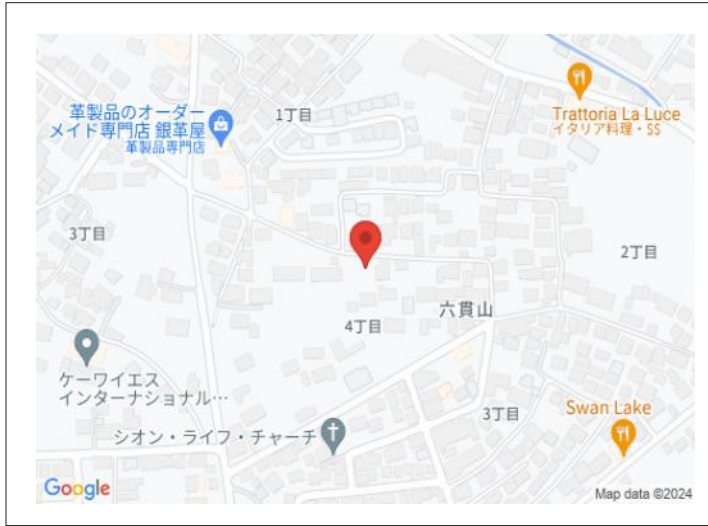 革製品のオーダー
メイド専門店 銀革屋
革製品専門店
1丁目
Trattoria La Luce
イタリア料理・$$
3丁目
2丁目
六貫山
4丁目
ケーワイエス
インターナショナル…
シオン・ライフ・チャーチ
3丁目
Swan Lake
Google
Map data ©2024